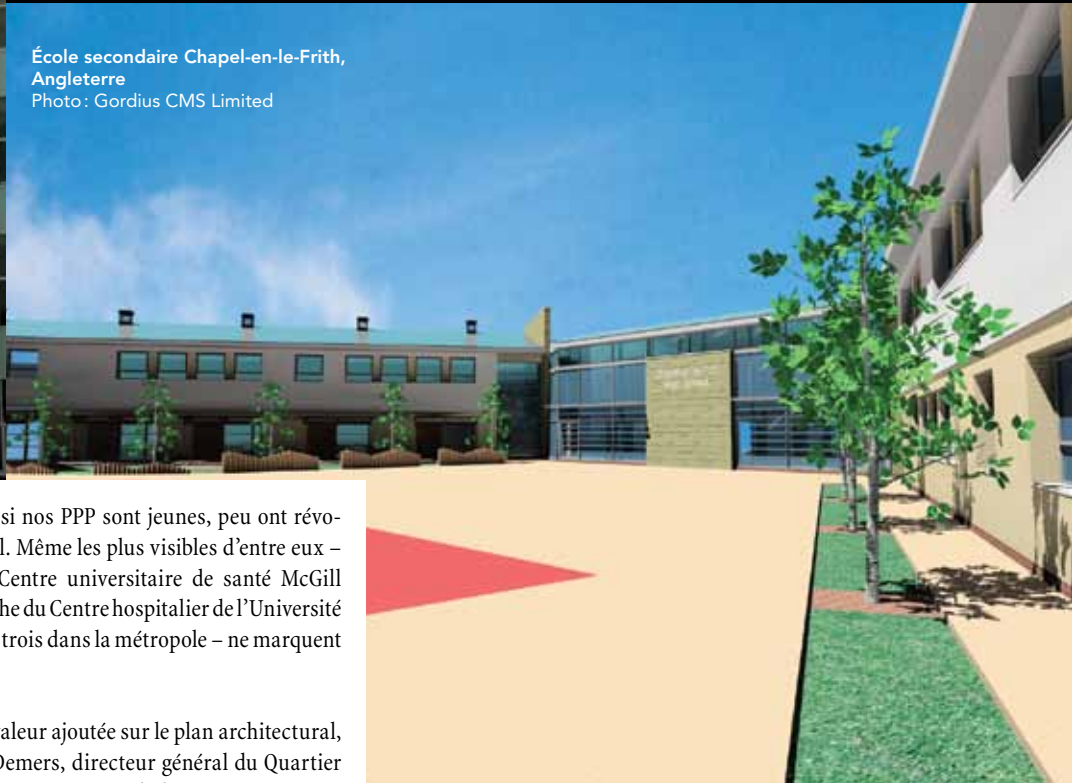 École secondaire Chapel-en-le-Frith,
Angleterre
Photo : Gordius CMS Limited
si nos PPP sont jeunes, peu ont révo-
l. Même les plus visibles d’entre eux –
Centre universitaire de santé McGill
he du Centre hospitalier de l’Université
trois dans la métropole – ne marquent
valeur ajoutée sur le plan architectural,
Demers, directeur général du Quartier